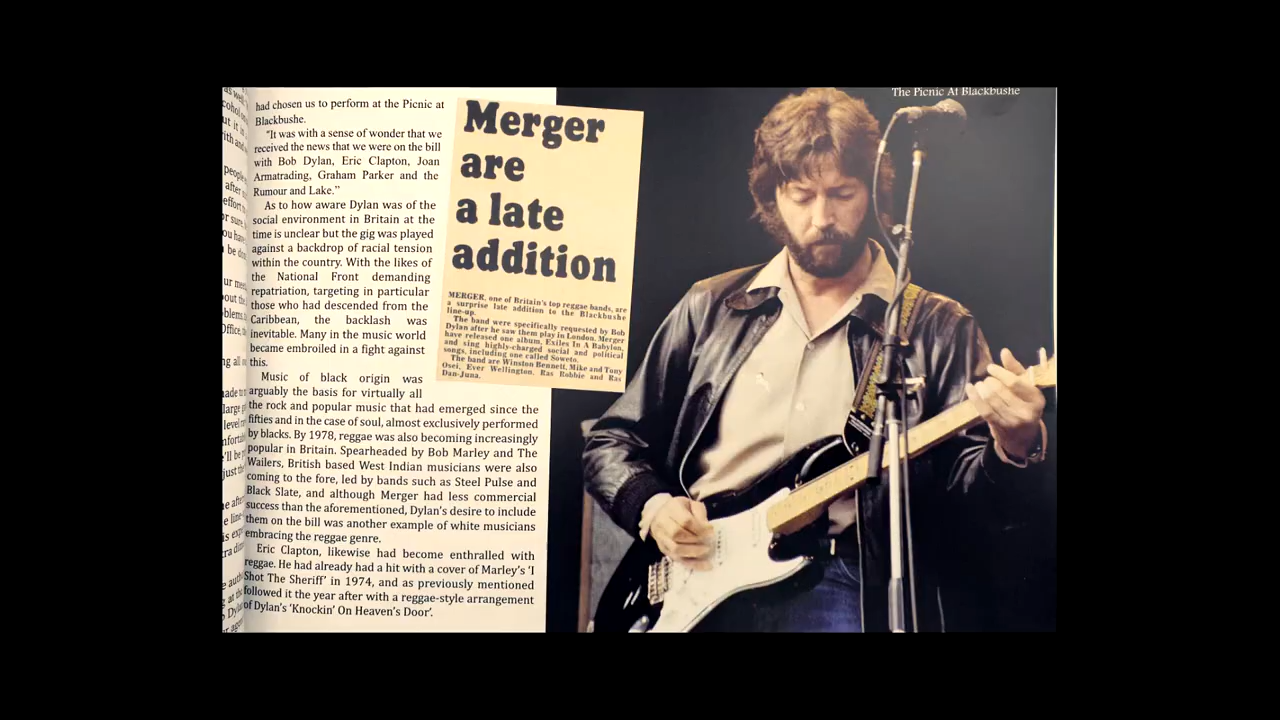 The Picnic At Blackbushe
had chosen us to perform at the Picnic at
Blackbushe.
"It was with a sense of wonder that we
received the news that we were on the bill
with Bob Dylan, Eric Clapton, Joan
Armatrading, Graham Parker and the
Rumour and Lake."
As to how aware Dylan was of the
social environment in Britain at the
time is unclear but the gig was played
against a backdrop of racial tension
within the country. With the likes of
the National Front demanding
repatriation, targeting in particular
those who had descended from the
Caribbean, the backlash was
inevitable. Many in the music world
became embroiled in a fight against
this.
Music of black origin was
arguably the basis for virtually all
the rock and popular music that had emerged since the
fifties and in the case of soul, almost exclusively performed
by blacks. By 1978, reggae was also becoming increasingly
popular in Britain. Spearheaded by Bob Marley and The
Wailers, British based West Indian musicians were also
coming to the fore, led by bands such as Steel Pulse and
Black Slate, and although Merger had less commercial
success than the aforementioned, Dylan's desire to include
them on the bill was another example of white musicians
embracing the reggae genre.
Eric Clapton, likewise had become enthralled with
reggae. He had already had a hit with a cover of Marley's 'I
Shot The Sheriff' in 1974, and as previously mentioned
followed it the year after with a reggae-style arrangement
of Dylan's 'Knockin' On Heaven's Door'.
Merger
are
a late
addition
MERGER, one of Britain's top reggae bands, are
a surprise late addition to the Blackbushe
line-up.
The band were specifically requested by Bob
Dylan after he saw them play in London. Merger
have released one album, Exiles In A Babylon,
and sing highly-charged social and political
songs, including one called Soweto.
The band are Winston Bennett, Mike and Tony
Osei, Ever Wellington, Ras Bobbie and Ras
Dan-Juna.